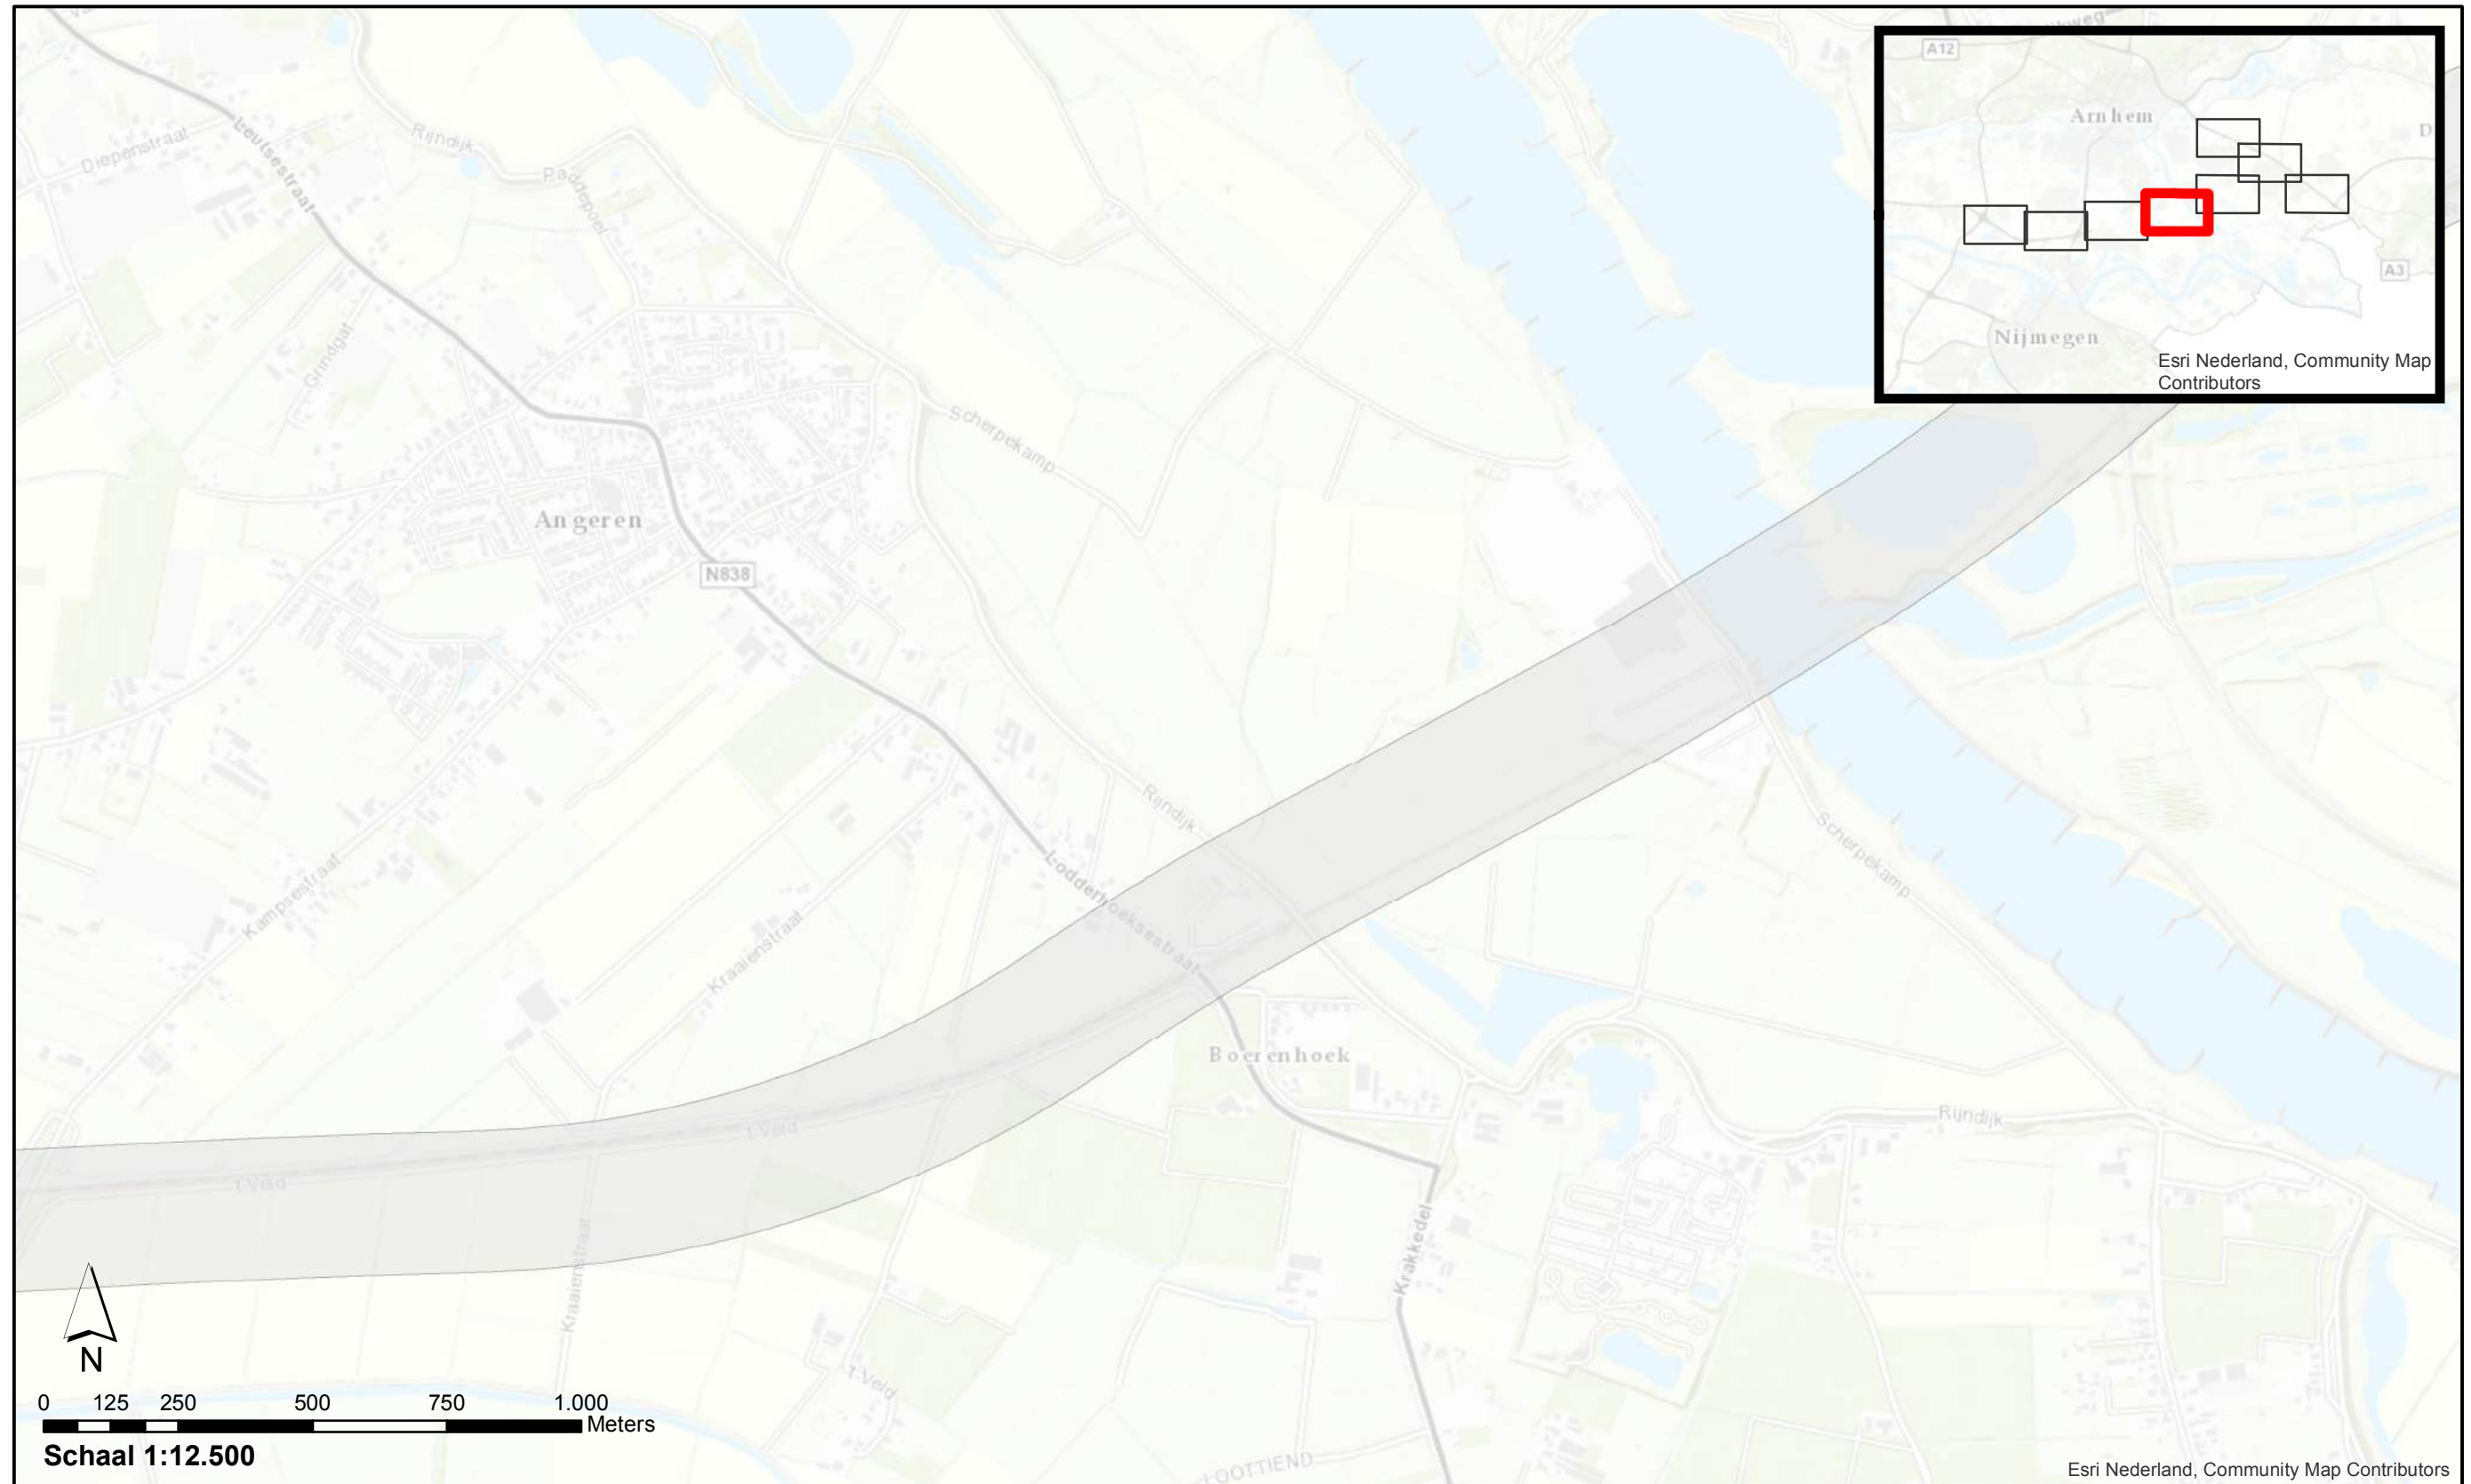 A12
Arnhem
D
A3
Nijmegen
Esri Nederland, Community Map
Contributors
Diepenstraat
Leutsestraat
Rijndijk
Paddepoel
Grindgat
Scherpekamp
Angeren
N838
Rijndijk
Scherpekamp
Lodderhoeksestraat
Kampsestraat
Kraaienstraat
Boerenhoek
Rijndijk
t Veld
t Veld
Krakkedel
Kraaienstraat
t Veld
LOOTTIEND
N
0 125 250 500 750 1.000
Meters
Schaal 1:12.500
Esri Nederland, Community Map Contributors